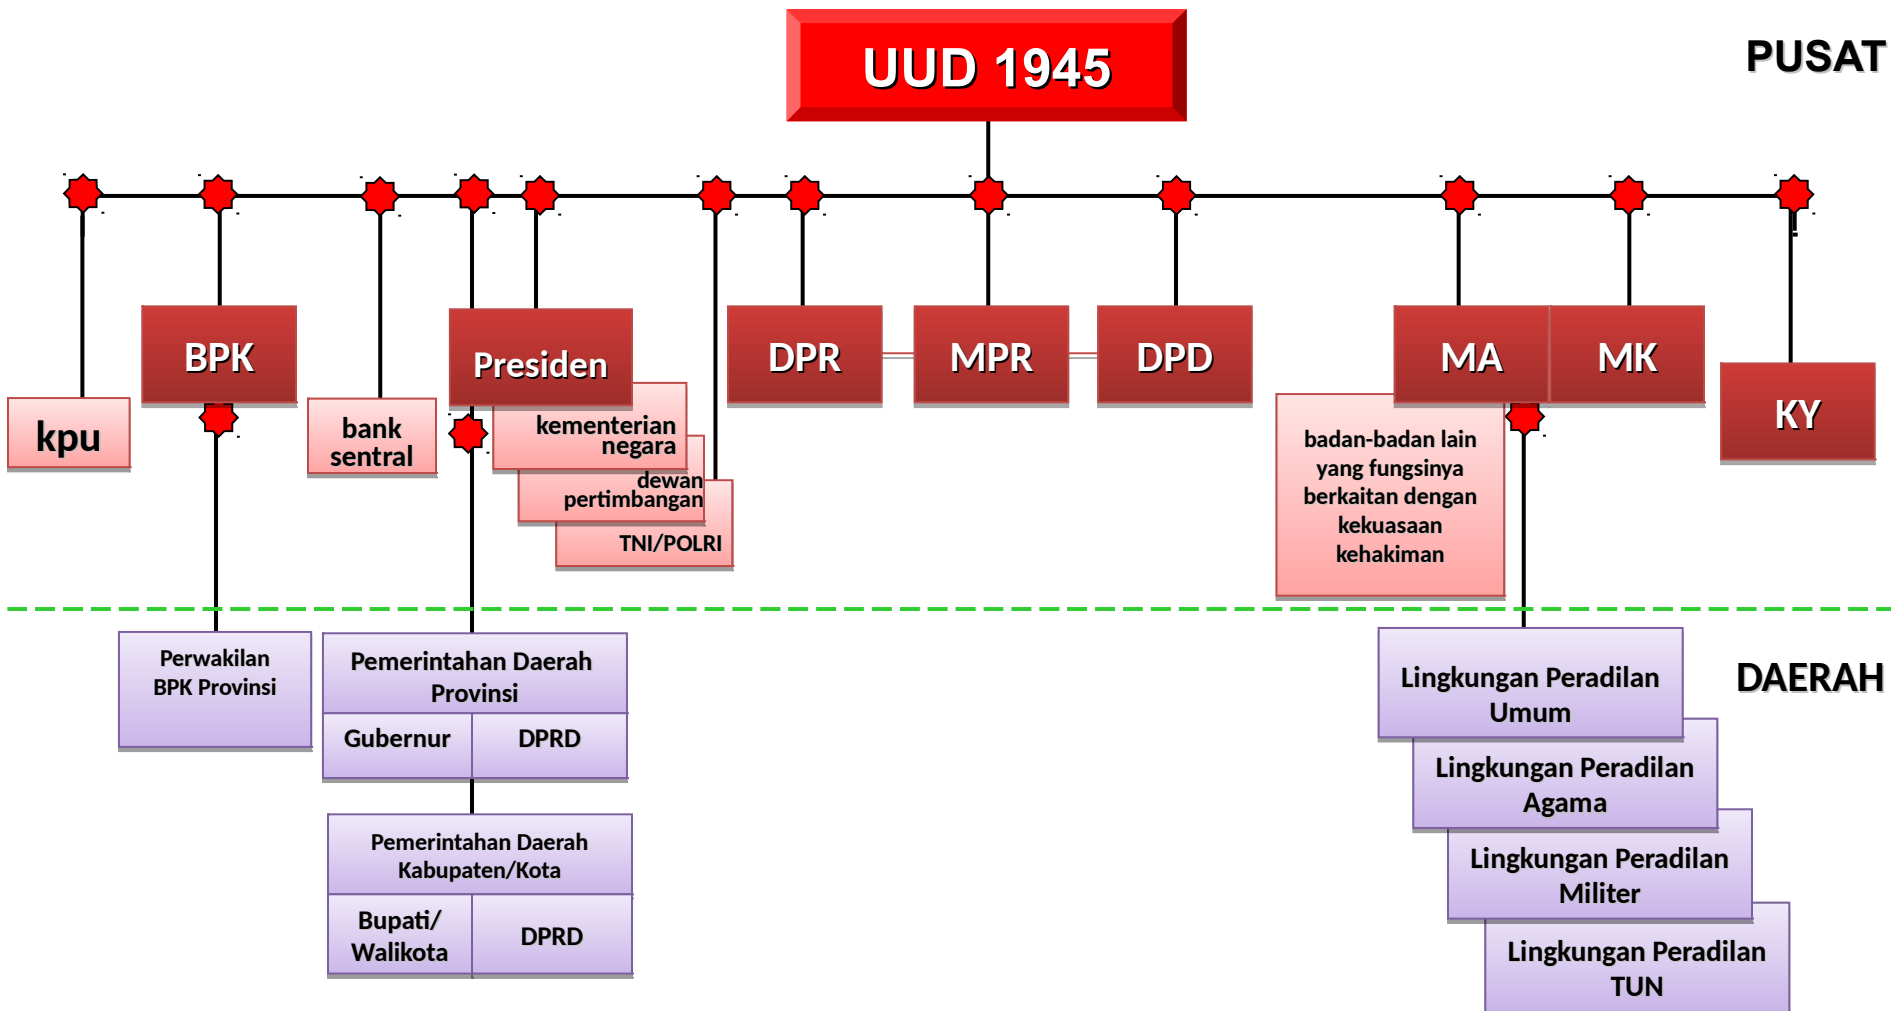 UUD 1945
PUSAT
BPK
Presiden
DPR
MPR
DPD
MA
MK
KY
kpu
bank
sentral
kementerian
negara
dewan
pertimbangan
TNI/POLRI
badan-badan lain
yang fungsinya
berkaitan dengan
kekuasaan
kehakiman
DAERAH
Perwakilan
BPK Provinsi
Pemerintahan Daerah
Provinsi
Gubernur
DPRD
Pemerintahan Daerah
Kabupaten/Kota
Bupati/
Walikota
DPRD
Lingkungan Peradilan
Umum
Lingkungan Peradilan
Agama
Lingkungan Peradilan
Militer
Lingkungan Peradilan
TUN